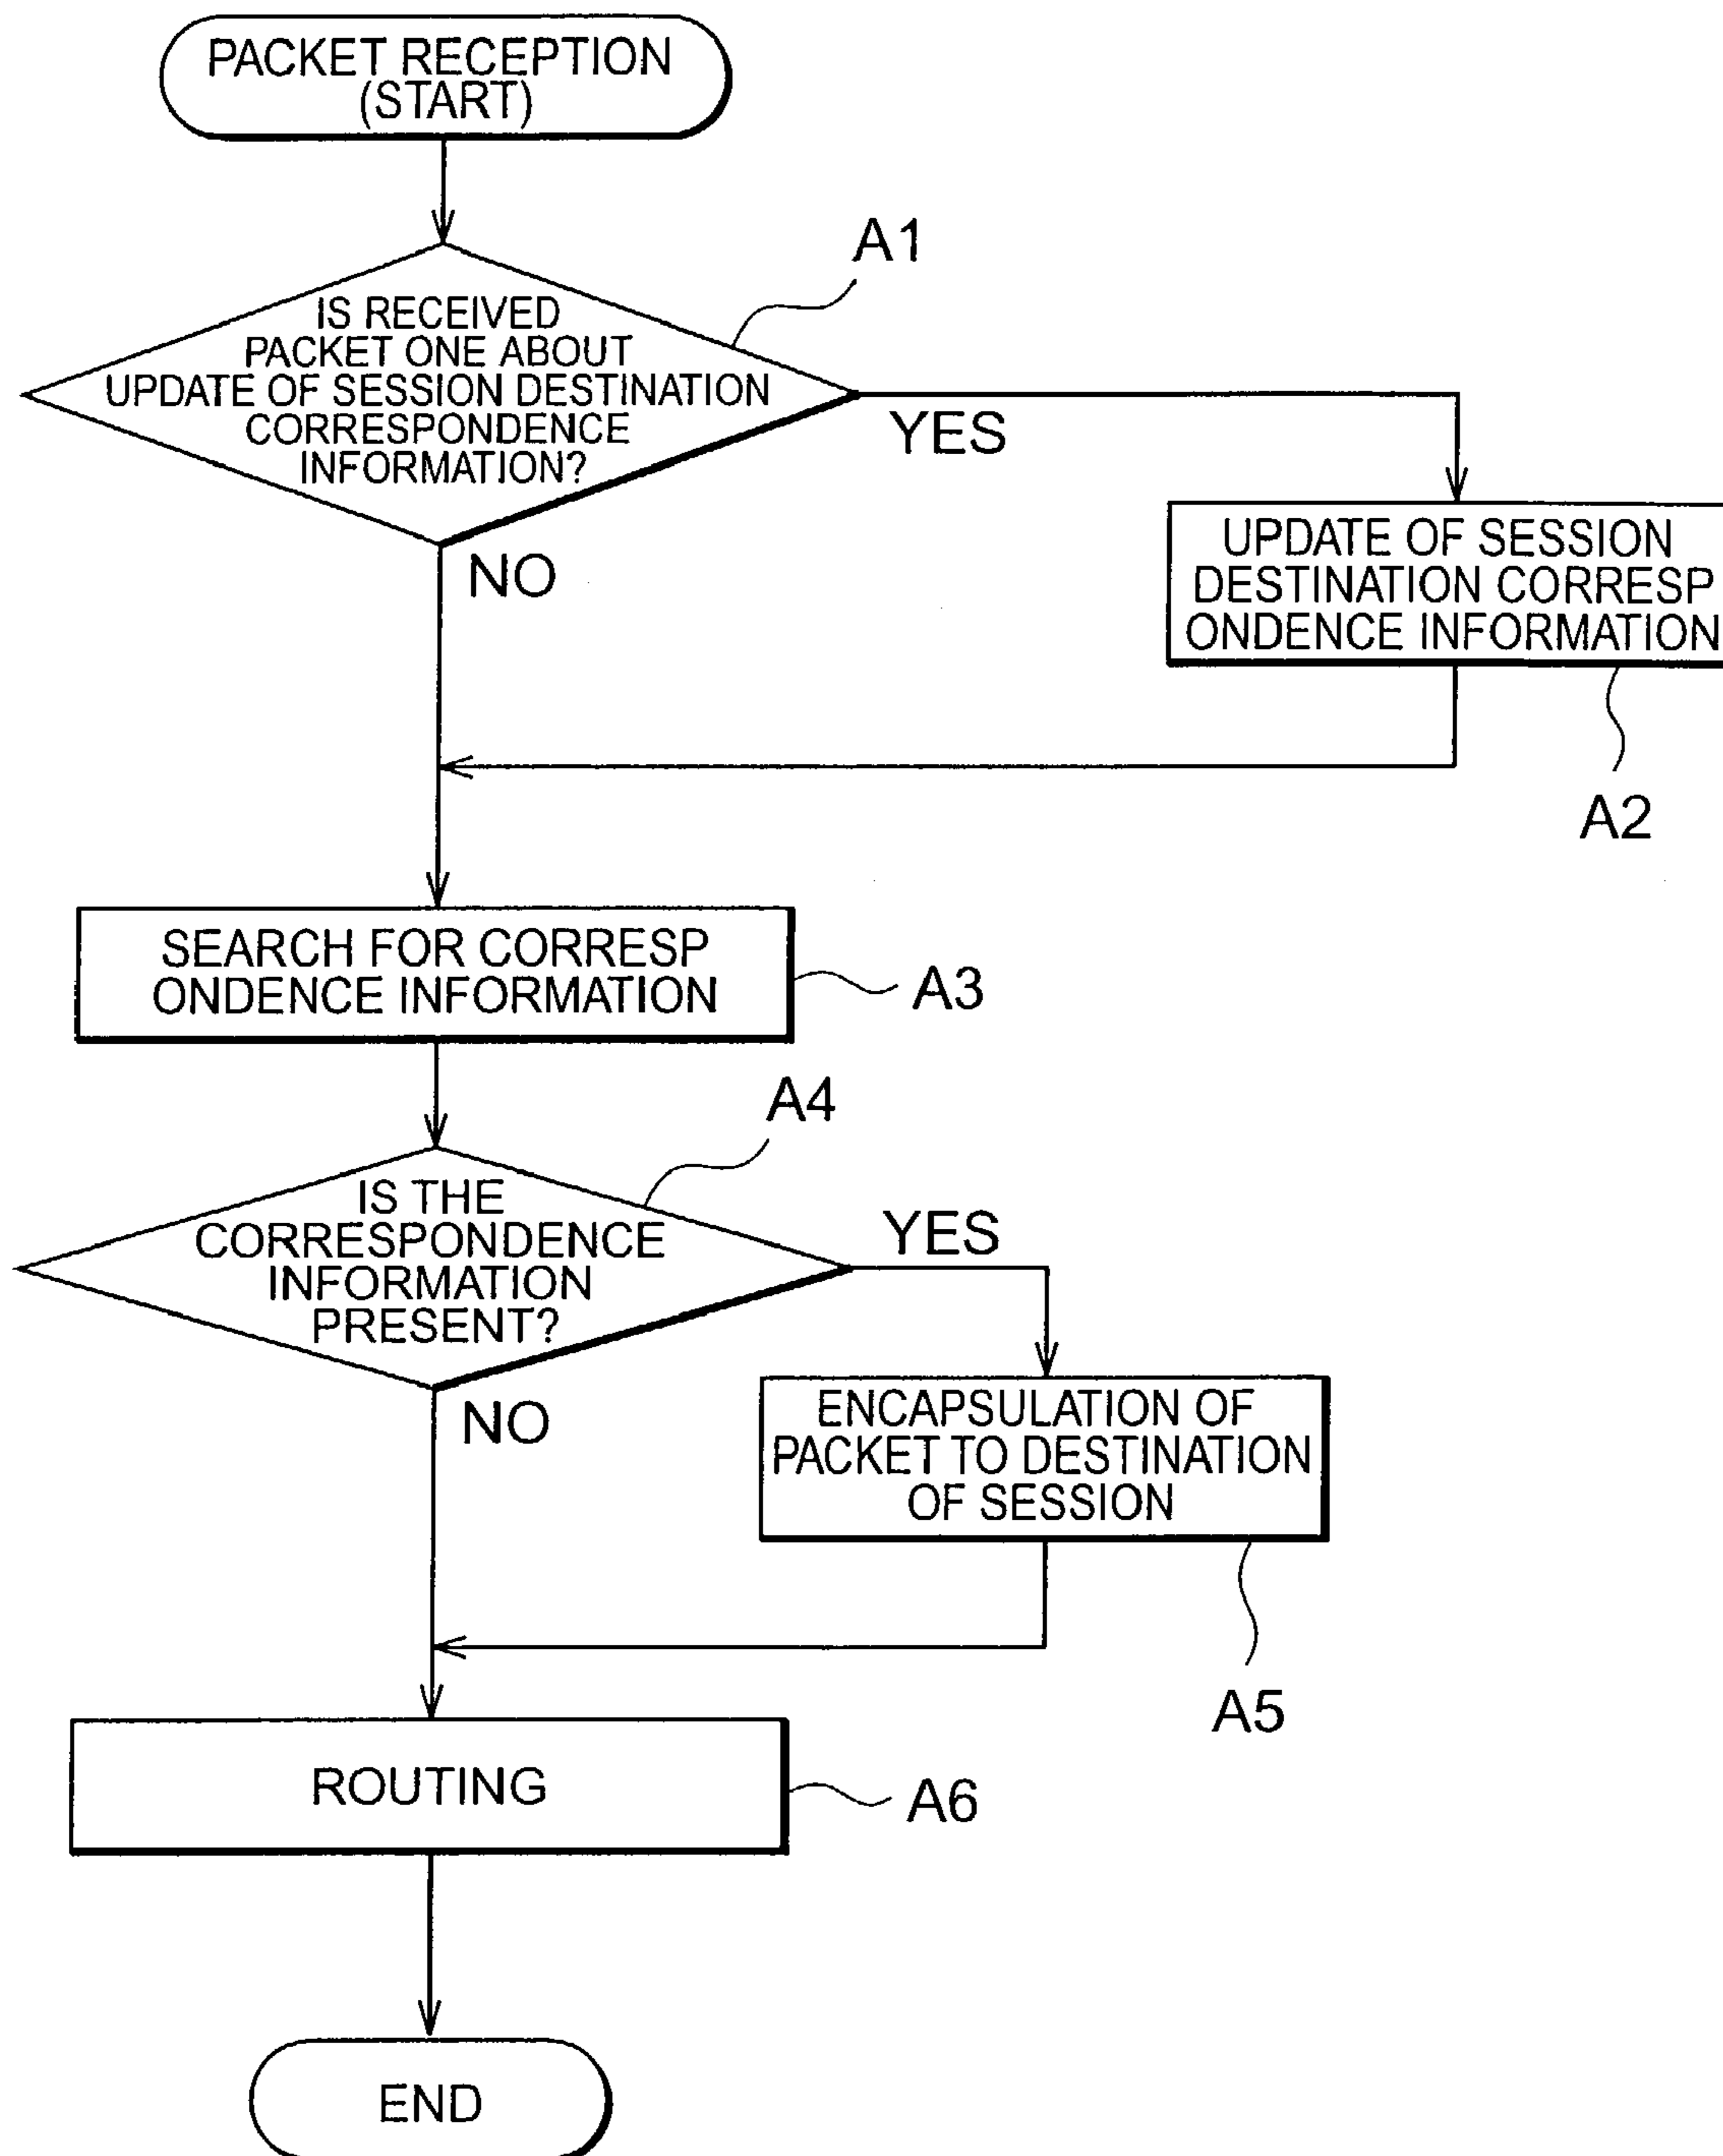 PACKET RECEPTION
(START)
A1
IS RECEIVED
PACKET ONE ABOUT
UPDATE OF SESSION DESTINATION
CORRESPONDENCE
INFORMATION?
YES
NO
UPDATE OF SESSION
DESTINATION CORRESP
ONDENCE INFORMATION
A2
SEARCH FOR CORRESP
ONDENCE INFORMATION
A3
A4
IS THE
CORRESPONDENCE
INFORMATION
PRESENT?
YES
NO
ENCAPSULATION OF
PACKET TO DESTINATION
OF SESSION
A5
ROUTING
A6
END